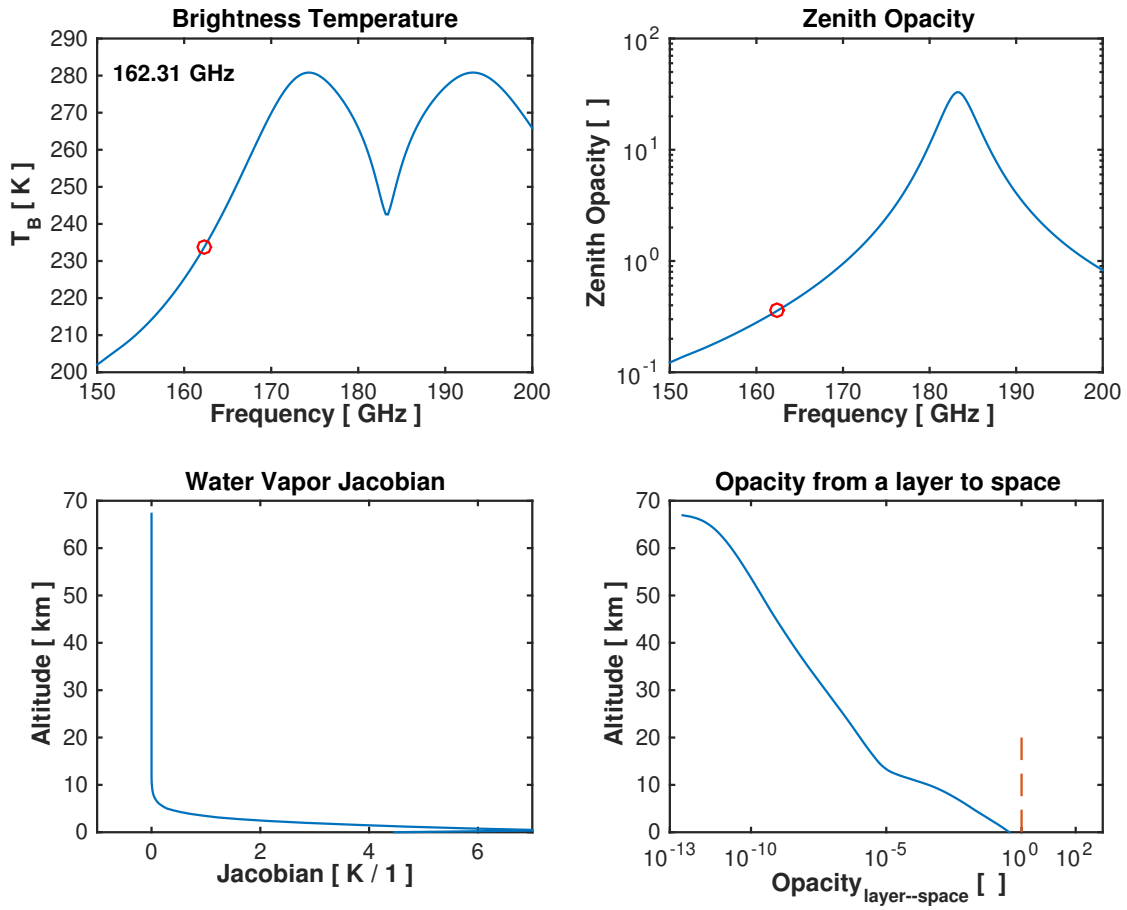 Brightness Temperature
290
280
270
260
250
240
230
220
210
200
T_B [ K ]
162.31 GHz
150 160 170 180 190 200
Frequency [ GHz ]
Zenith Opacity
10^2
10^1
10^0
10^-1
Zenith Opacity [  ]
150 160 170 180 190 200
Frequency [ GHz ]
Water Vapor Jacobian
70
60
50
40
30
20
10
0
Altitude [ km ]
0 2 4 6
Jacobian [ K / 1 ]
Opacity from a layer to space
70
60
50
40
30
20
10
0
Altitude [ km ]
10^-13 10^-10 10^-5 10^0 10^2
Opacity_layer--space [  ]